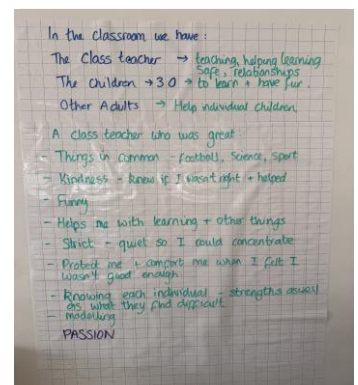 In the classroom we have:
The Class teacher → teaching, helping learning
safe, relationships
The children → 30 → to learn + have fun.
Other Adults → Help individual children
A class teacher who was great:
- Things in common - football, Science, Sport
- Kindness - knew if I wasn't right + helped
- Funny
- Helps me with learning + other things
- Strict - quiet so I could concentrate
- Protect me + comfort me when I felt I
wasn't good enough
- Knowing each individual - strengths aswell
as what they find difficult
- modelling
PASSION